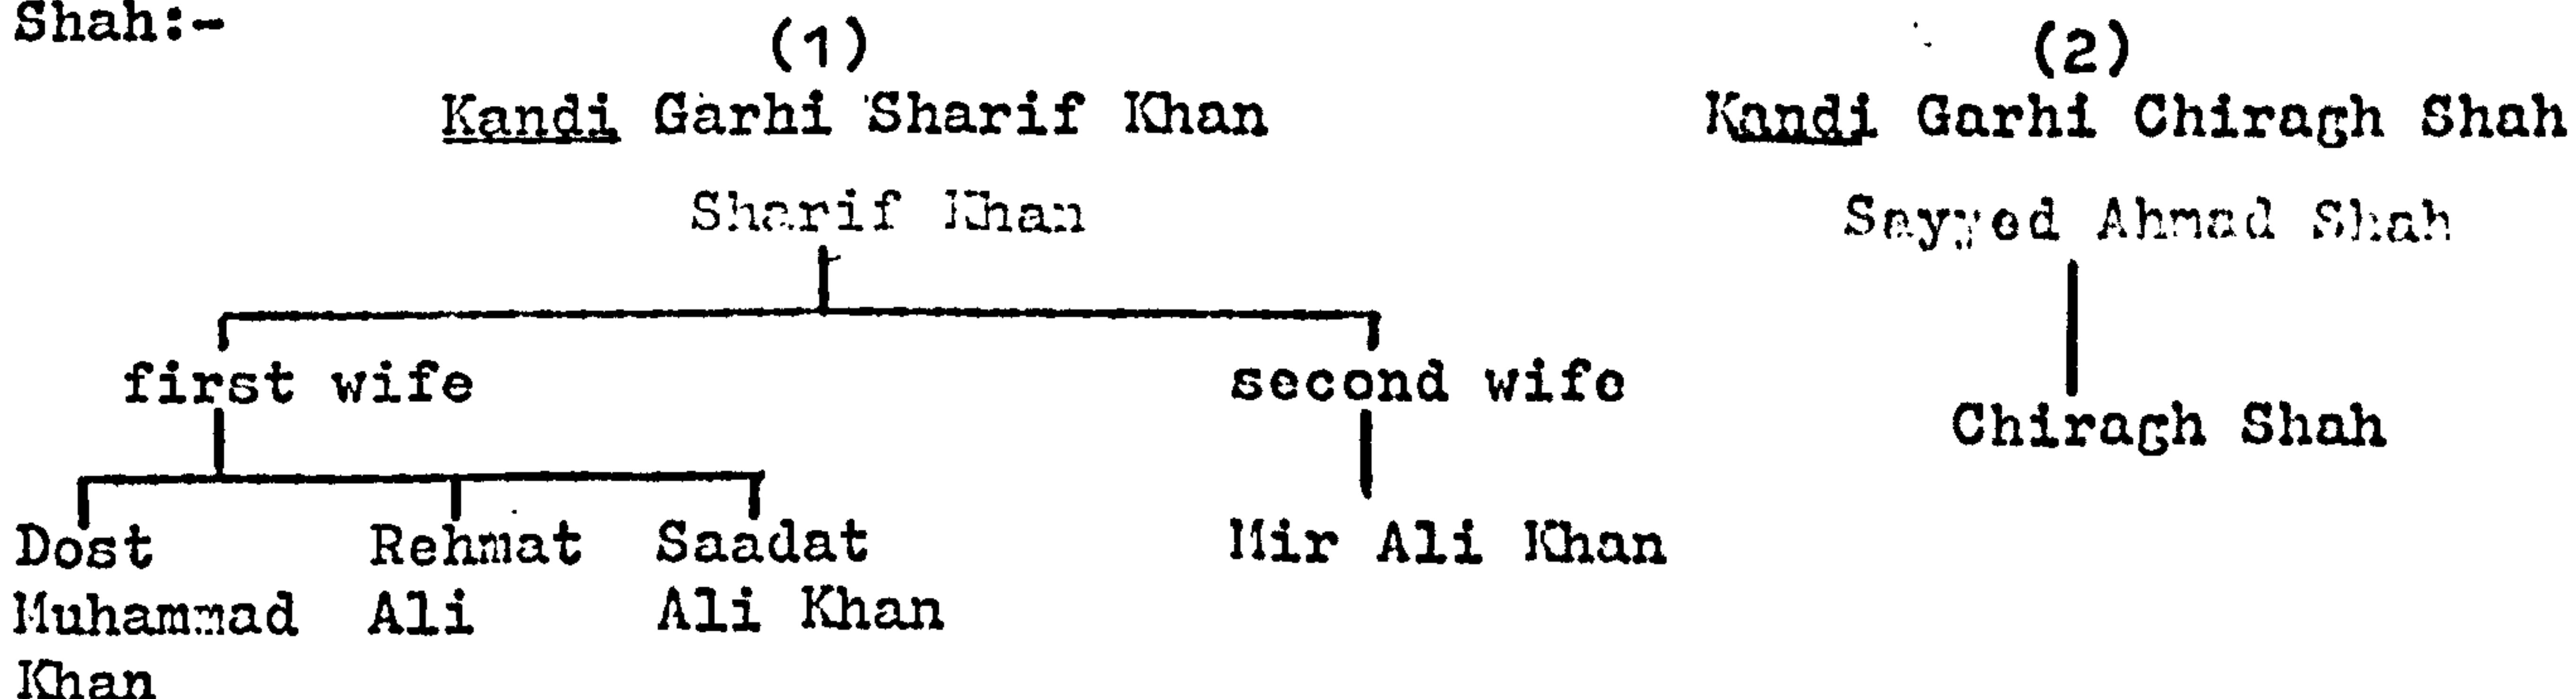 Shah:-
(1) (2)
Kandi Garhi Sharif Khan Kandi Garhi Chiragh Shah
Sharif Khan Sayyed Ahmad Shah
first wife second wife
Chiragh Shah
Dost Rehmat Saadat Mir Ali Khan
Muhammad Ali Ali Khan
Khan